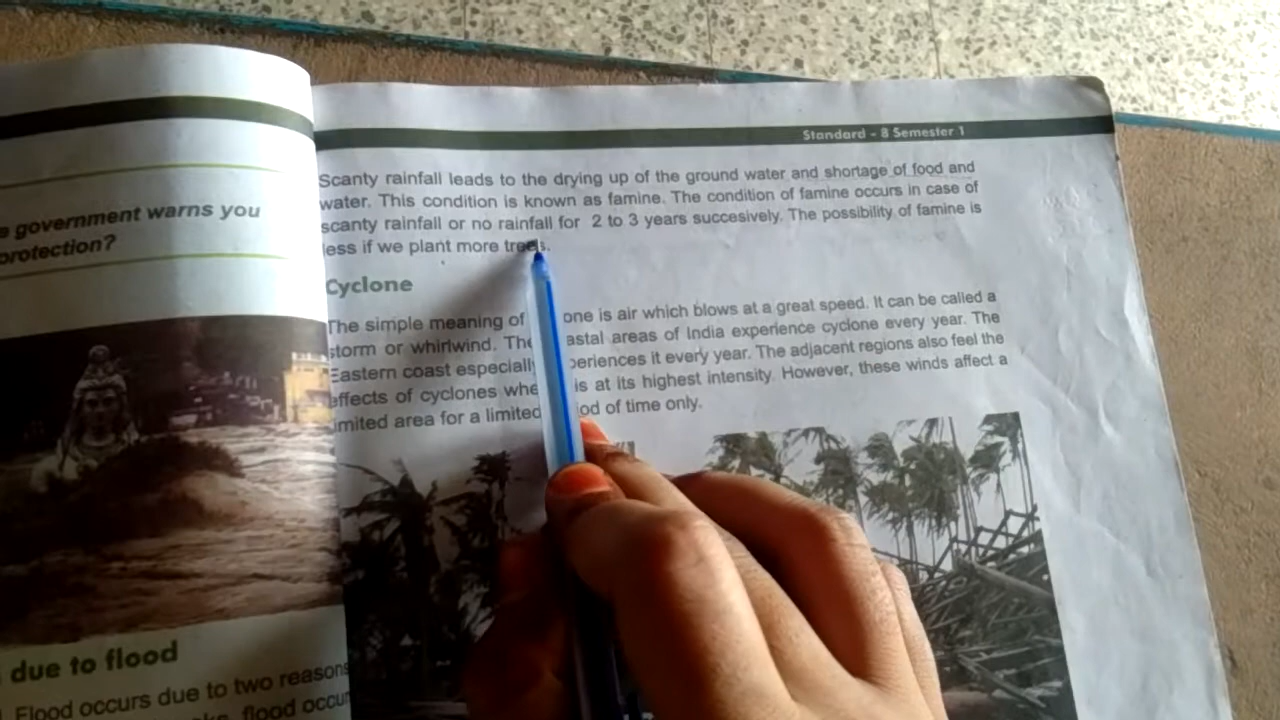 e government warns you
protection?
due to flood
Flood occurs due to two reasons
flood occur
Standard - 8 Semester 1
Scanty rainfall leads to the drying up of the ground water and shortage of food and
water. This condition is known as famine. The condition of famine occurs in case of
scanty rainfall or no rainfall for 2 to 3 years succesively. The possibility of famine is
less if we plant more trees.
Cyclone
The simple meaning of one is air which blows at a great speed. It can be called a
storm or whirlwind. The astal areas of India experience cyclone every year. The
Eastern coast especially periences it every year. The adjacent regions also feel the
effects of cyclones whe is at its highest intensity. However, these winds affect a
limited area for a limited iod of time only.